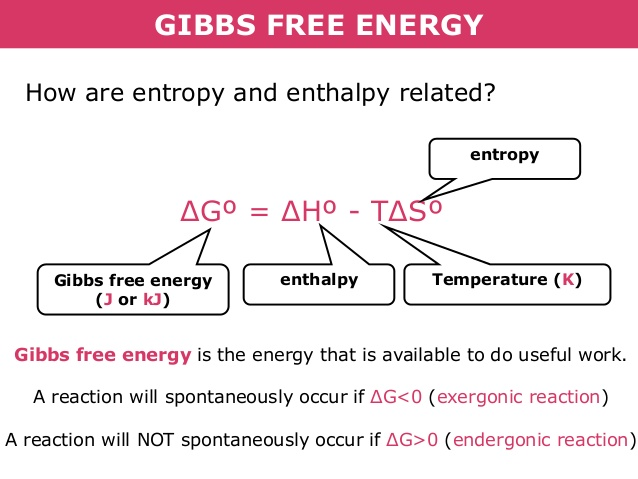 GIBBS FREE ENERGY
How are entropy and enthalpy related?
entropy
ΔGº = ΔHº - TΔSº
Gibbs free energy
(J or kJ)
enthalpy
Temperature (K)
Gibbs free energy is the energy that is available to do useful work.
A reaction will spontaneously occur if ΔG<0 (exergonic reaction)
A reaction will NOT spontaneously occur if ΔG>0 (endergonic reaction)